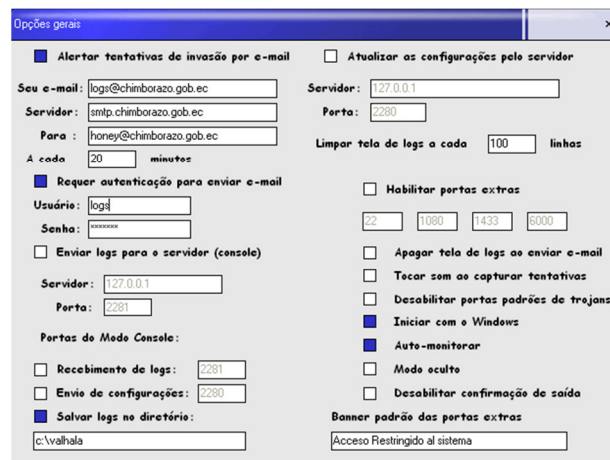 Opções gerais
Alertar tentativas de invasão por e-mail
Seu e-mail: logs@chimborazo.gob.ec
Servidor: smtp.chimborazo.gob.ec
Para : honey@chimborazo.gob.ec
A cada 20 minutos
Requer autenticação para enviar e-mail
Usuário: logs
Senha: *******
Enviar logs para o servidor (console)
Servidor: 127.0.0.1
Porta: 2281
Portas do Modo Console:
Recebimento de logs: 2281
Envio de configurações: 2280
Salvar logs no diretório:
c:\valhala
Atualizar as configurações pelo servidor
Servidor: 127.0.0.1
Porta: 2280
Limpar tela de logs a cada 100 linhas
Habilitar portas extras
22 1080 1433 6000
Apagar tela de logs ao enviar e-mail
Tocar som ao capturar tentativas
Desabilitar portas padrões de trojans
Iniciar com o Windows
Auto-monitorar
Modo oculto
Desabilitar confirmação de saída
Banner padrão das portas extras
Acceso Restringido al sistema